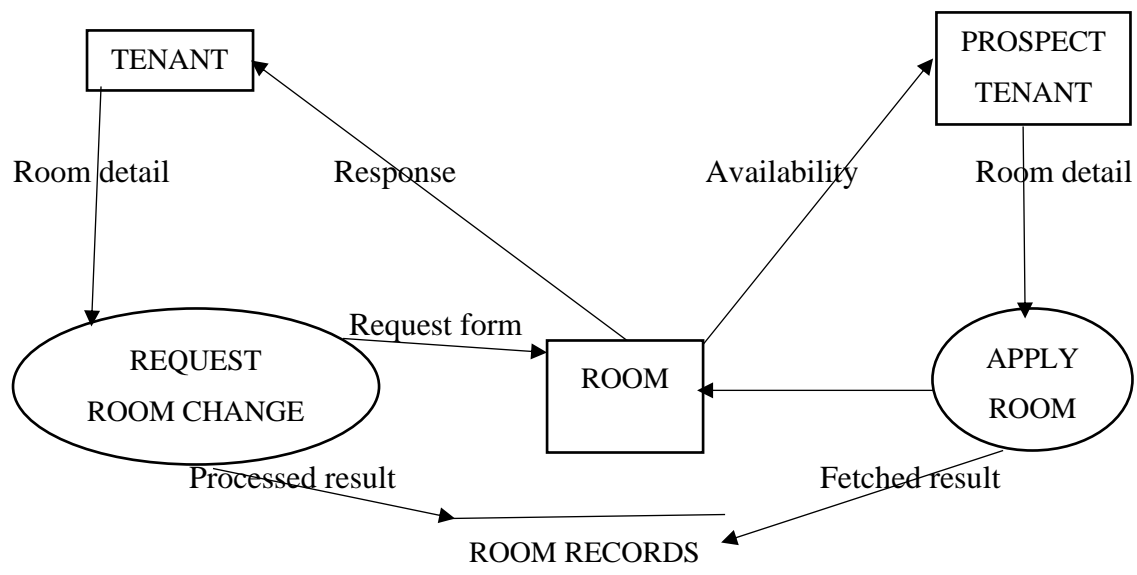 TENANT
PROSPECT
TENANT
Room detail
Response
Availability
Room detail
Request form
REQUEST
ROOM CHANGE
ROOM
APPLY
ROOM
Processed result
Fetched result
ROOM RECORDS